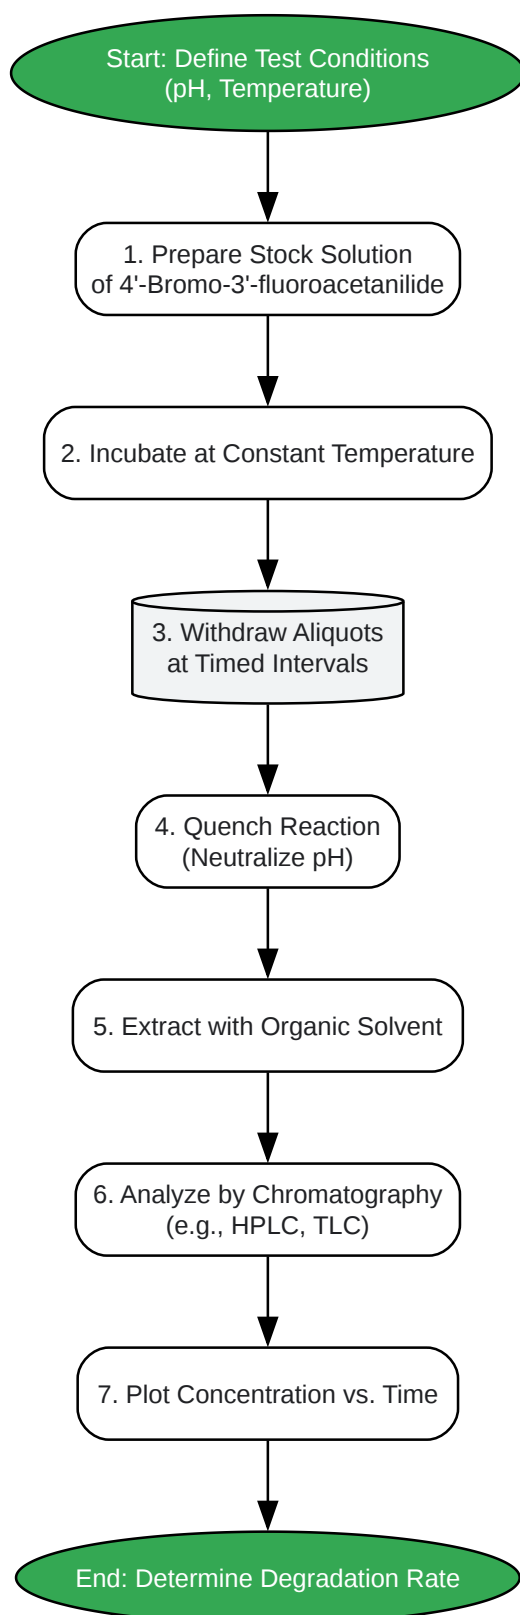 Start: Define Test Conditions
(pH, Temperature)
1. Prepare Stock Solution
of 4'-Bromo-3'-fluoroacetanilide
2. Incubate at Constant Temperature
3. Withdraw Aliquots
at Timed Intervals
4. Quench Reaction
(Neutralize pH)
5. Extract with Organic Solvent
6. Analyze by Chromatography
(e.g., HPLC, TLC)
7. Plot Concentration vs. Time
End: Determine Degradation Rate